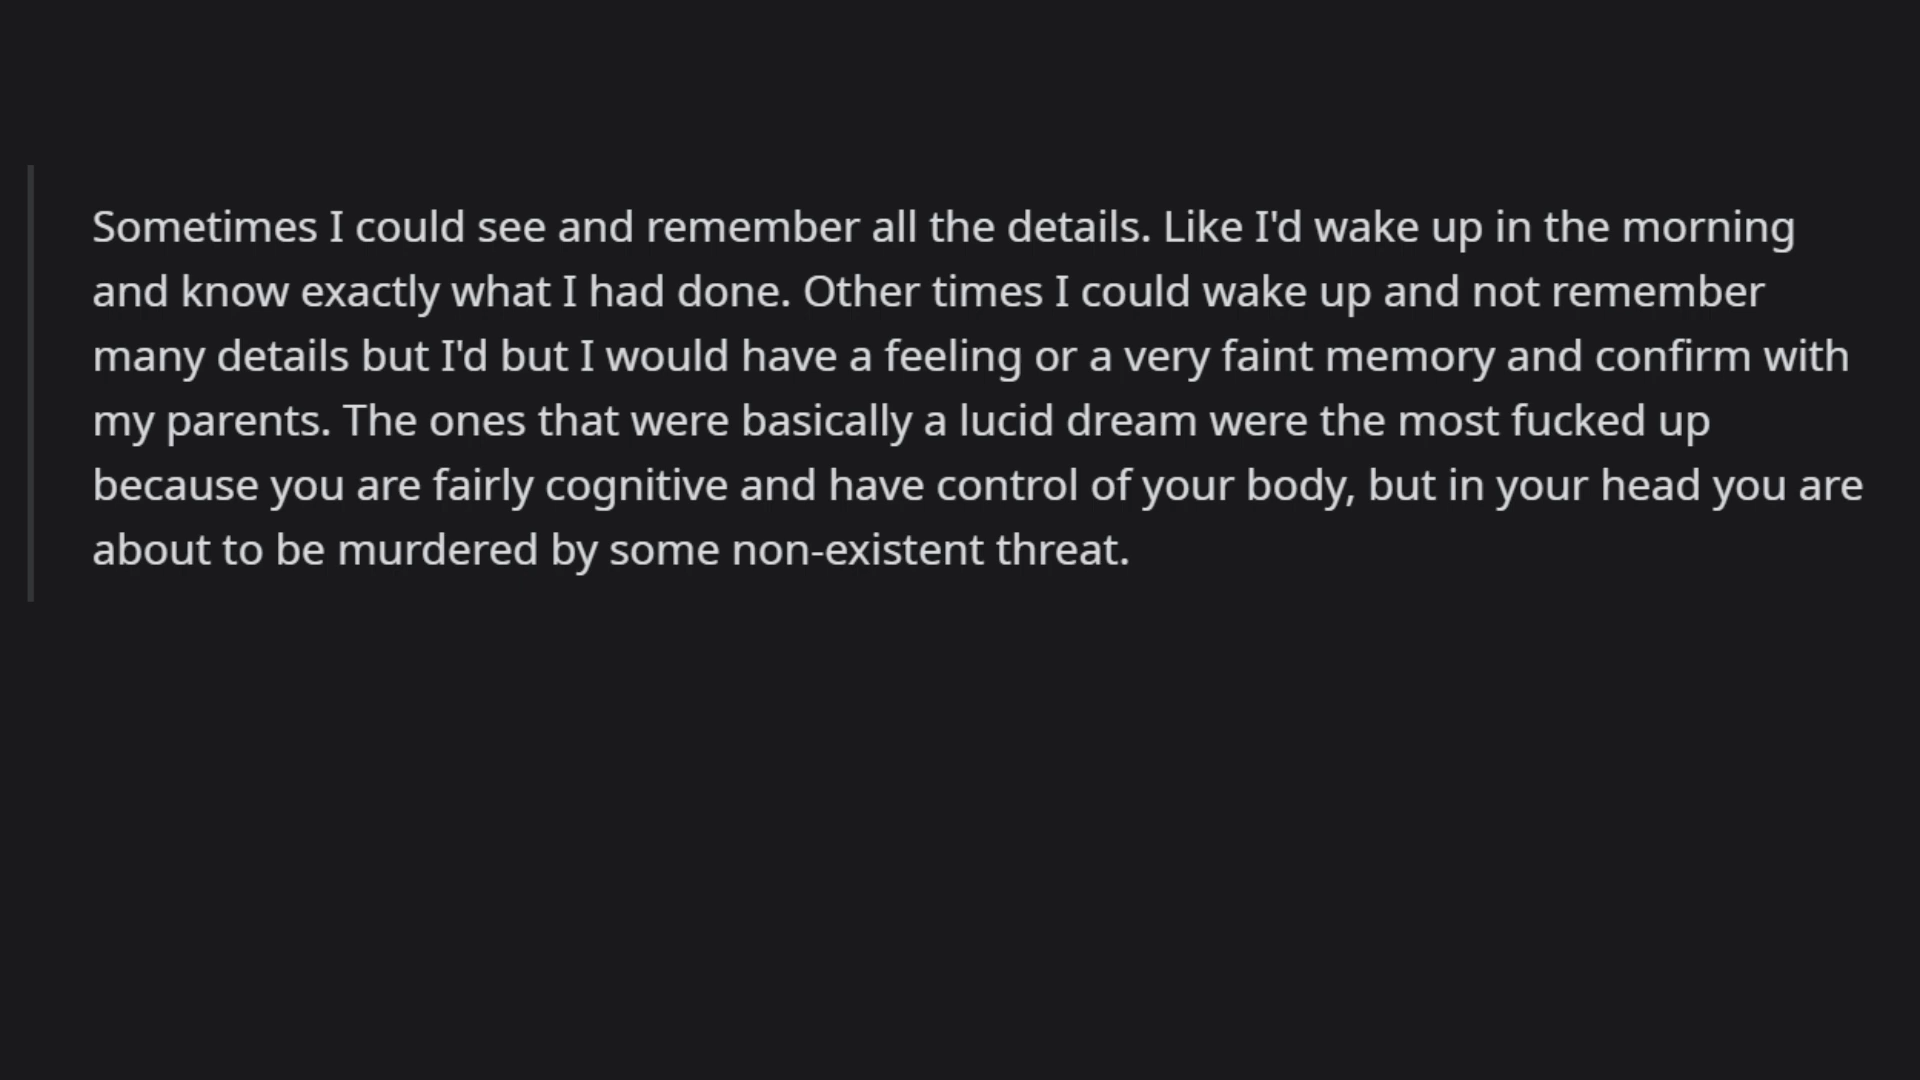 Sometimes I could see and remember all the details. Like I'd wake up in the morning
and know exactly what I had done. Other times I could wake up and not remember
many details but I'd but I would have a feeling or a very faint memory and confirm with
my parents. The ones that were basically a lucid dream were the most fucked up
because you are fairly cognitive and have control of your body, but in your head you are
about to be murdered by some non-existent threat.